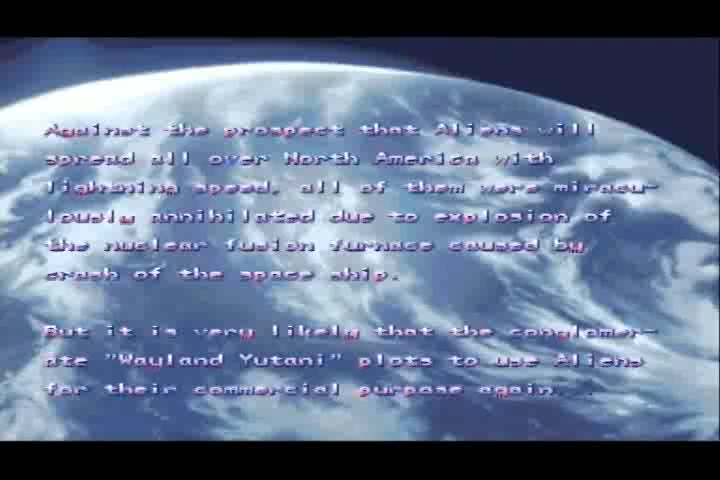 Against the prospect that Aliens will
spread all over North America with
lightning speed, all of them were miracu-
lously annihilated due to explosion of
the nuclear fusion furnace caused by
crash of the space ship.
But it is very likely that the conglomer-
ate "Wayland Yutani" plots to use Aliens
for their commercial purpose again...